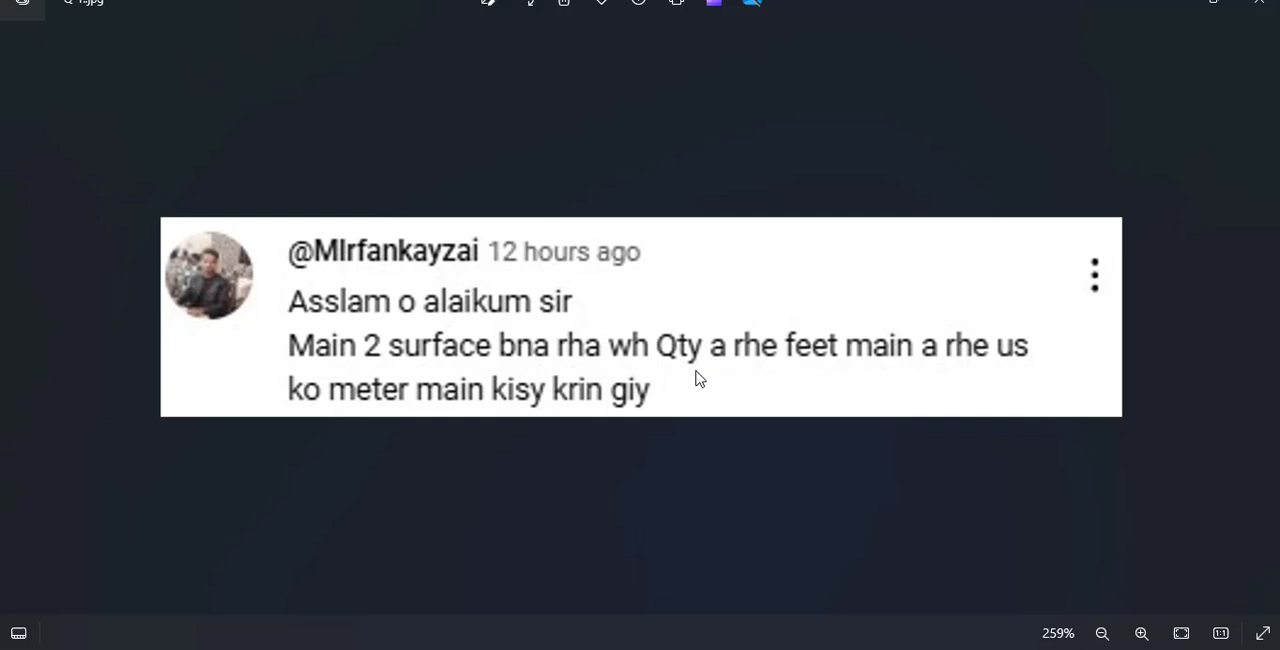 @MIrfankayzai 12 hours ago
Asslam o alaikum sir
Main 2 surface bna rha wh Qty a rhe feet main a rhe us
ko meter main kisy krin giy
259%